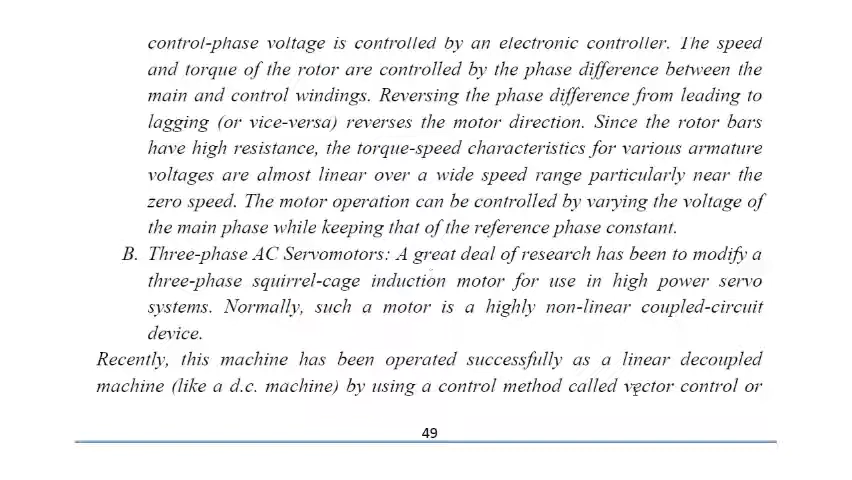 control-phase voltage is controlled by an electronic controller. The speed
and torque of the rotor are controlled by the phase difference between the
main and control windings. Reversing the phase difference from leading to
lagging (or vice-versa) reverses the motor direction. Since the rotor bars
have high resistance, the torque-speed characteristics for various armature
voltages are almost linear over a wide speed range particularly near the
zero speed. The motor operation can be controlled by varying the voltage of
the main phase while keeping that of the reference phase constant.
B. Three-phase AC Servomotors: A great deal of research has been to modify a
three-phase squirrel-cage induction motor for use in high power servo
systems. Normally, such a motor is a highly non-linear coupled-circuit
device.
Recently, this machine has been operated successfully as a linear decoupled
machine (like a d.c. machine) by using a control method called vector control or
49